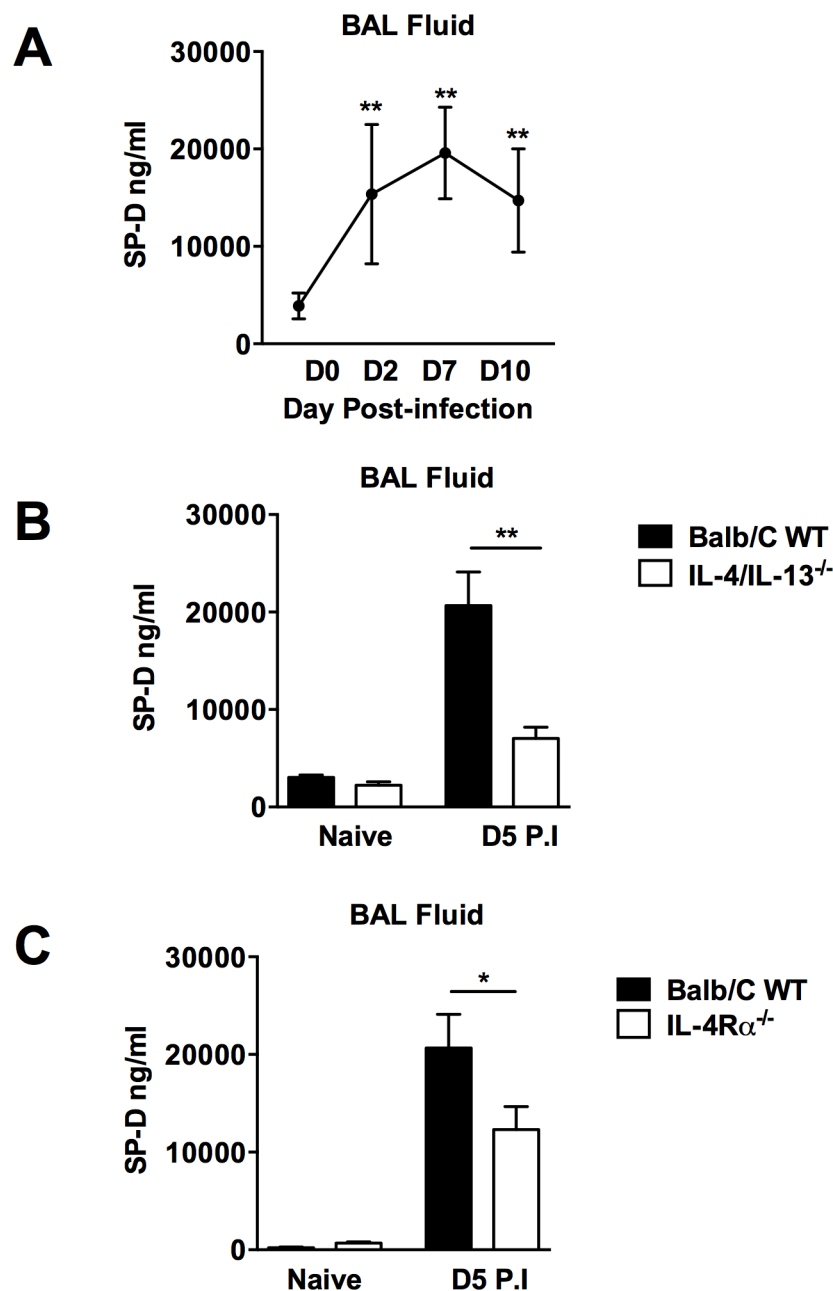 A
BAL Fluid
SP-D ng/ml
30000
20000
10000
0
** ** **
D0 D2 D7 D10
Day Post-infection
B
BAL Fluid
SP-D ng/ml
30000
20000
10000
0
**
Naive D5 P.I
Balb/C WT
IL-4/IL-13-/-
C
BAL Fluid
SP-D ng/ml
30000
20000
10000
0
*
Naive D5 P.I
Balb/C WT
IL-4Rα-/-